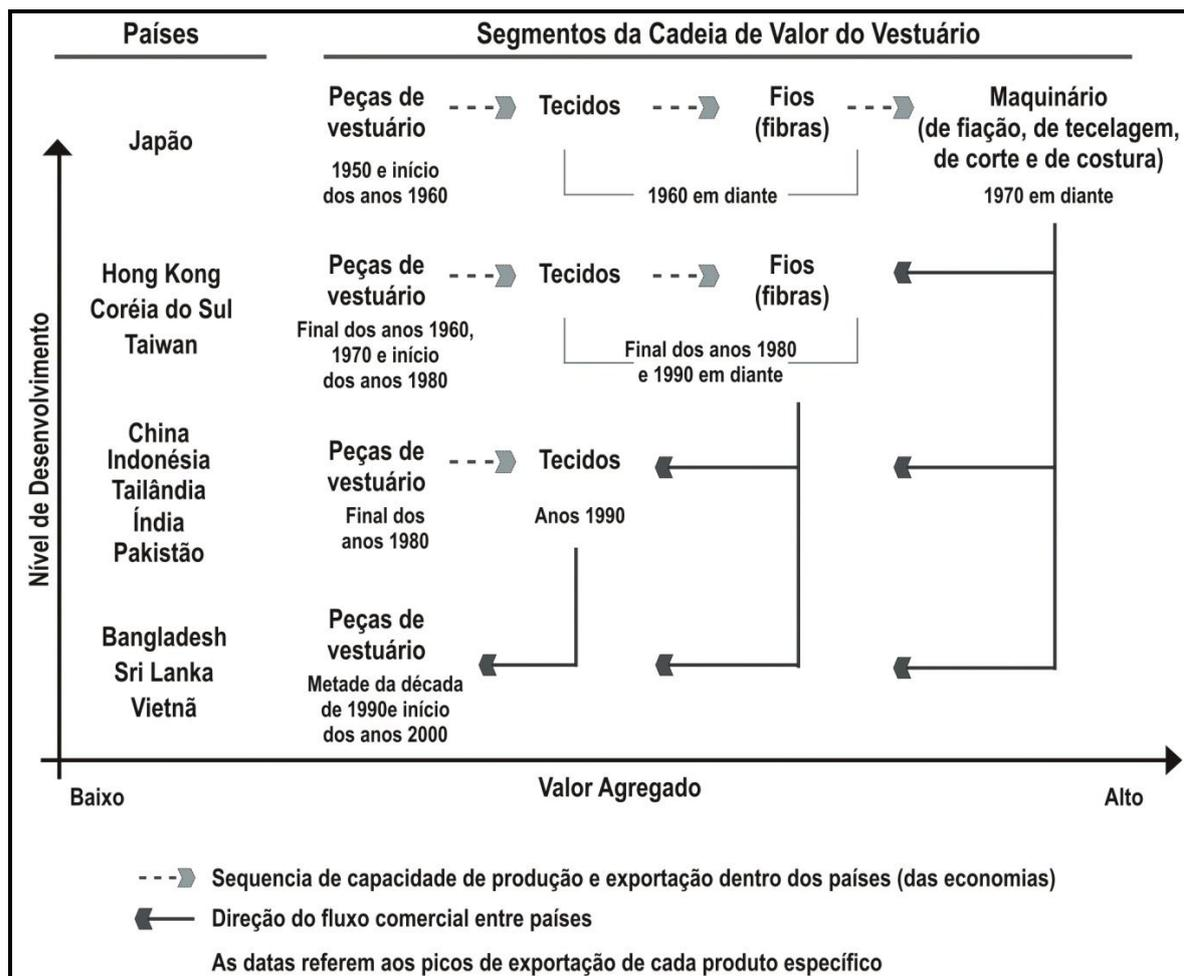 Países
Segmentos da Cadeia de Valor do Vestuário
Nível de Desenvolvimento
Japão
Peças de
vestuário
1950 e início
dos anos 1960
Tecidos
Fios
(fibras)
1960 em diante
Maquinário
(de fiação, de tecelagem,
de corte e de costura)
1970 em diante
Hong Kong
Coréia do Sul
Taiwan
Peças de
vestuário
Final dos anos 1960,
1970 e início
dos anos 1980
Tecidos
Fios
(fibras)
Final dos anos 1980
e 1990 em diante
China
Indonésia
Tailândia
Índia
Pakistão
Peças de
vestuário
Final dos
anos 1980
Tecidos
Anos 1990
Bangladesh
Sri Lanka
Vietnã
Peças de
vestuário
Metade da década
de 1990e início
dos anos 2000
Baixo
Valor Agregado
Alto
Sequencia de capacidade de produção e exportação dentro dos países (das economias)
Direção do fluxo comercial entre países
As datas referem aos picos de exportação de cada produto específico